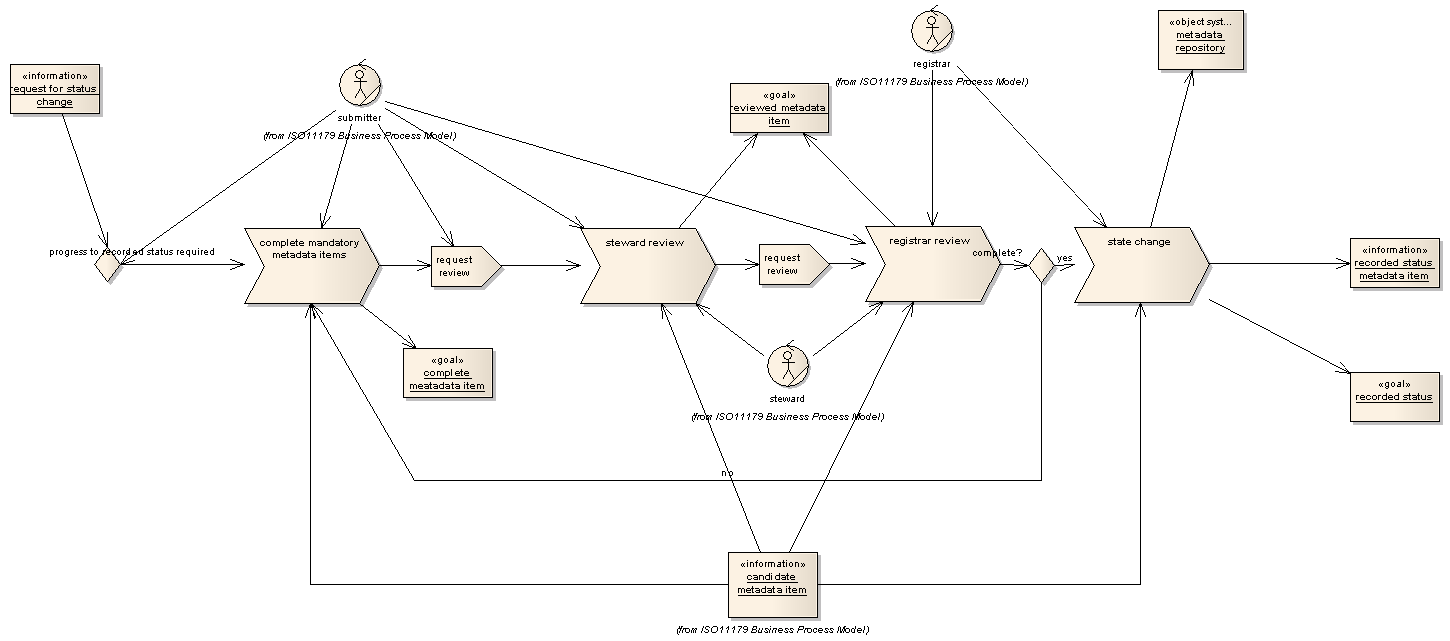 «information»
request for status
change
submitter
(from ISO11179 Business Process Model)
registrar
(from ISO11179 Business Process Model)
«object syst...
metadata
repository
«goal»
reviewed metadata
item
progress to recorded status required
complete mandatory
metadata items
request
review
steward review
request
review
registrar review
complete?
yes
state change
«information»
recorded status
metadata item
«goal»
complete
meatadata item
steward
(from ISO11179 Business Process Model)
«goal»
recorded status
no
«information»
candidate
metadata item
(from ISO11179 Business Process Model)